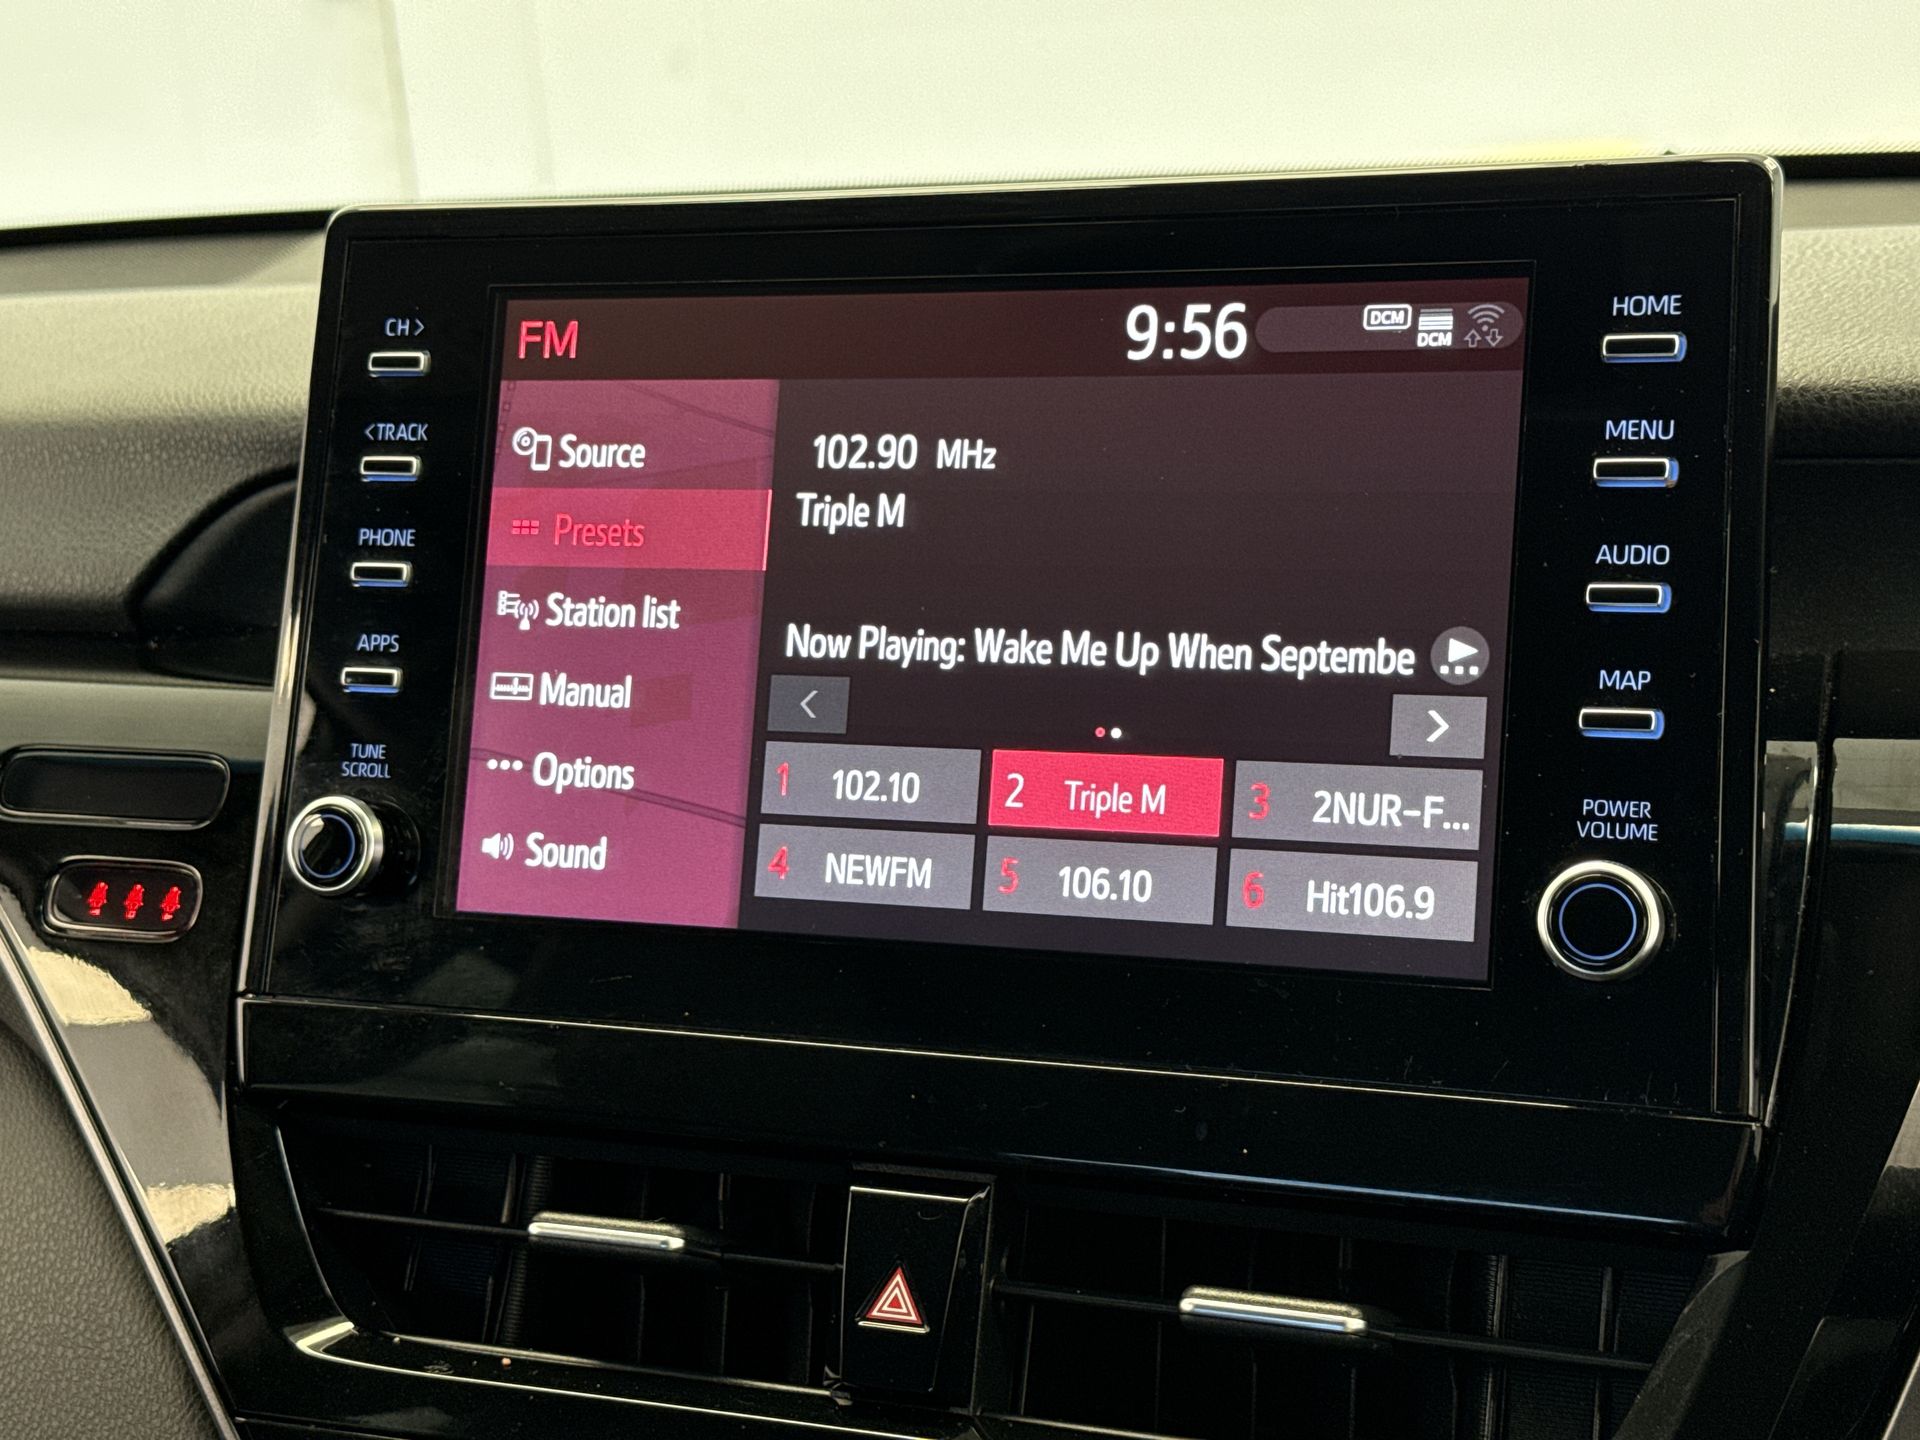 CH>
<TRACK
PHONE
APPS
TUNE
SCROLL
FM
9:56
DCM
DCM
Source
Presets
Station list
Manual
Options
Sound
102.90 MHz
Triple M
Now Playing: Wake Me Up When Septembe
1 102.10
2 Triple M
3 2NUR-F...
4 NEWFM
5 106.10
6 Hit106.9
HOME
MENU
AUDIO
MAP
POWER
VOLUME